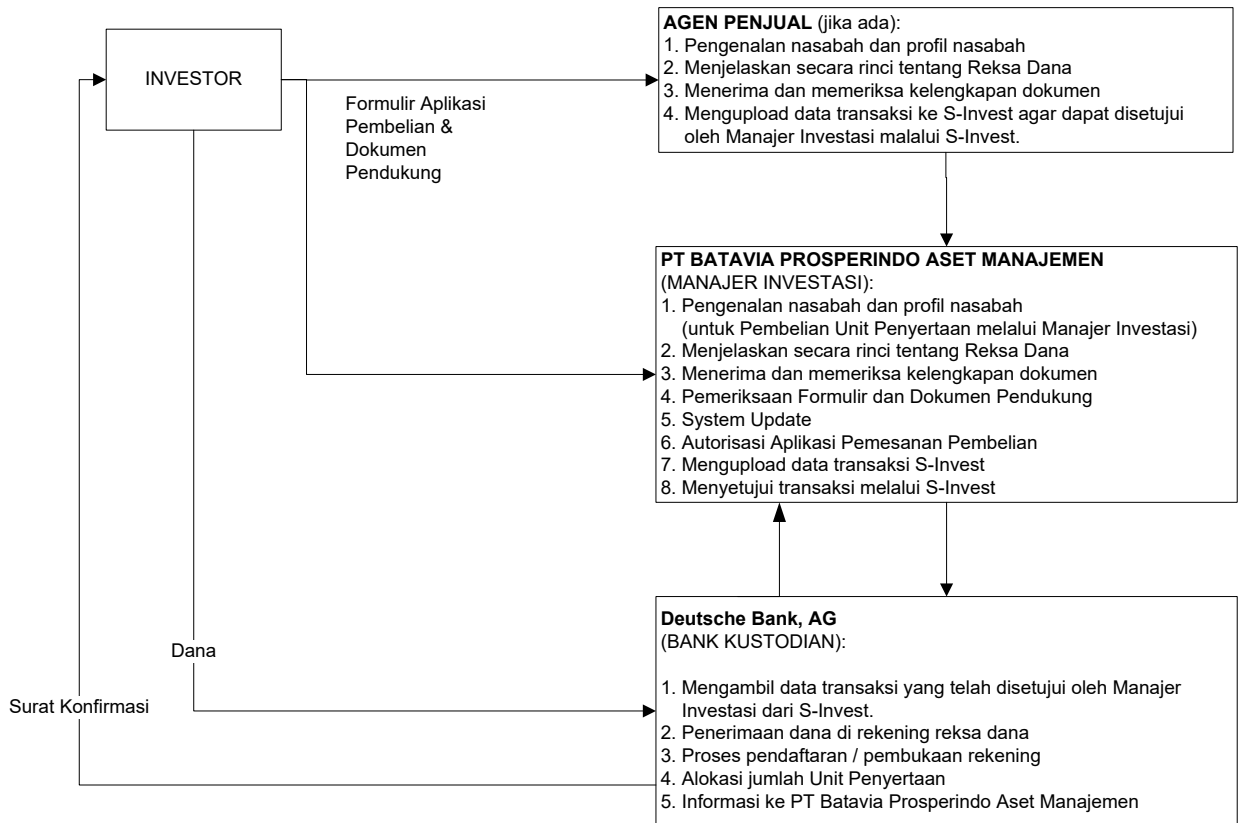 AGEN PENJUAL (jika ada):
1. Pengenalan nasabah dan profil nasabah
2. Menjelaskan secara rinci tentang Reksa Dana
3. Menerima dan memeriksa kelengkapan dokumen
4. Mengupload data transaksi ke S-Invest agar dapat disetujui
oleh Manajer Investasi malalui S-Invest.
INVESTOR
Formulir Aplikasi
Pembelian &
Dokumen
Pendukung
PT BATAVIA PROSPERINDO ASET MANAJEMEN
(MANAJER INVESTASI):
1. Pengenalan nasabah dan profil nasabah
(untuk Pembelian Unit Penyertaan melalui Manajer Investasi)
2. Menjelaskan secara rinci tentang Reksa Dana
3. Menerima dan memeriksa kelengkapan dokumen
4. Pemeriksaan Formulir dan Dokumen Pendukung
5. System Update
6. Autorisasi Aplikasi Pemesanan Pembelian
7. Mengupload data transaksi S-Invest
8. Menyetujui transaksi melalui S-Invest
Dana
Surat Konfirmasi
Deutsche Bank, AG
(BANK KUSTODIAN):
1. Mengambil data transaksi yang telah disetujui oleh Manajer
Investasi dari S-Invest.
2. Penerimaan dana di rekening reksa dana
3. Proses pendaftaran / pembukaan rekening
4. Alokasi jumlah Unit Penyertaan
5. Informasi ke PT Batavia Prosperindo Aset Manajemen